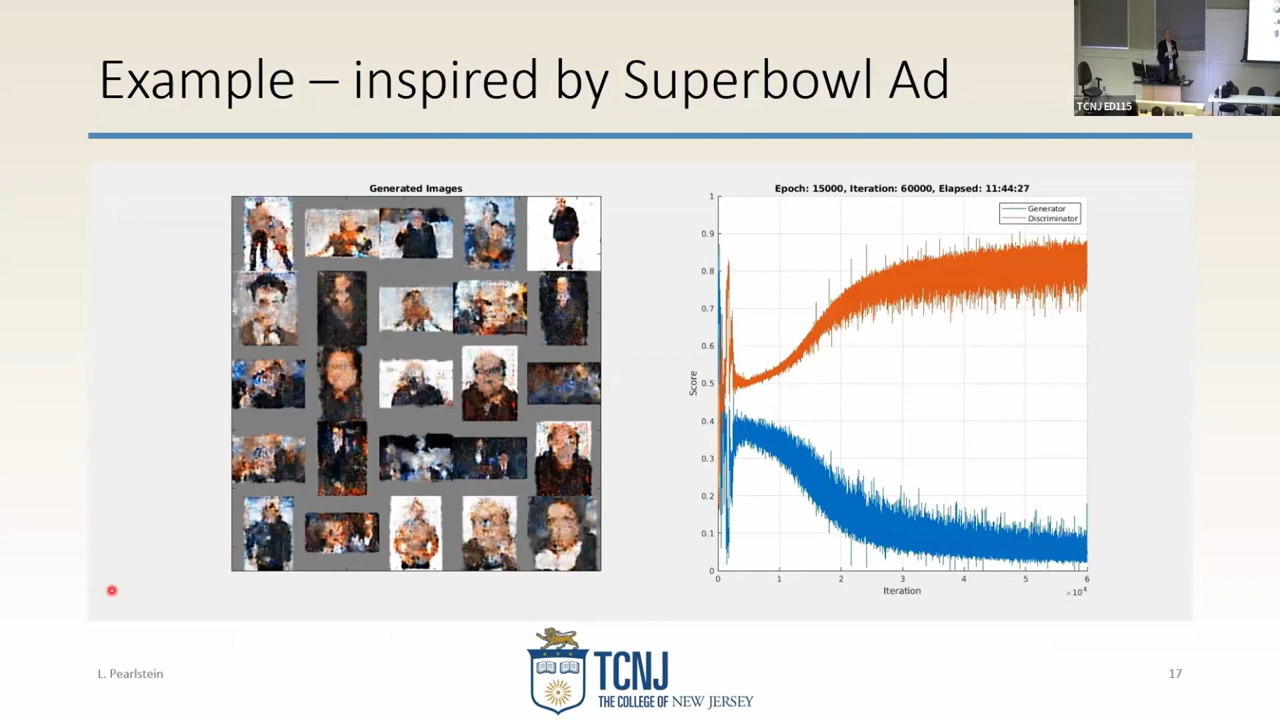 Example – inspired by Superbowl Ad
TCNJ ED115
Generated Images
Epoch: 15000, Iteration: 60000, Elapsed: 11:44:27
Generator
Discriminator
1
0.9
0.8
0.7
0.6
0.5
0.4
0.3
0.2
0.1
0
Score
0 1 2 3 4 5 6
Iteration
×10⁴
L. Pearlstein
TCNJ
THE COLLEGE OF NEW JERSEY
17